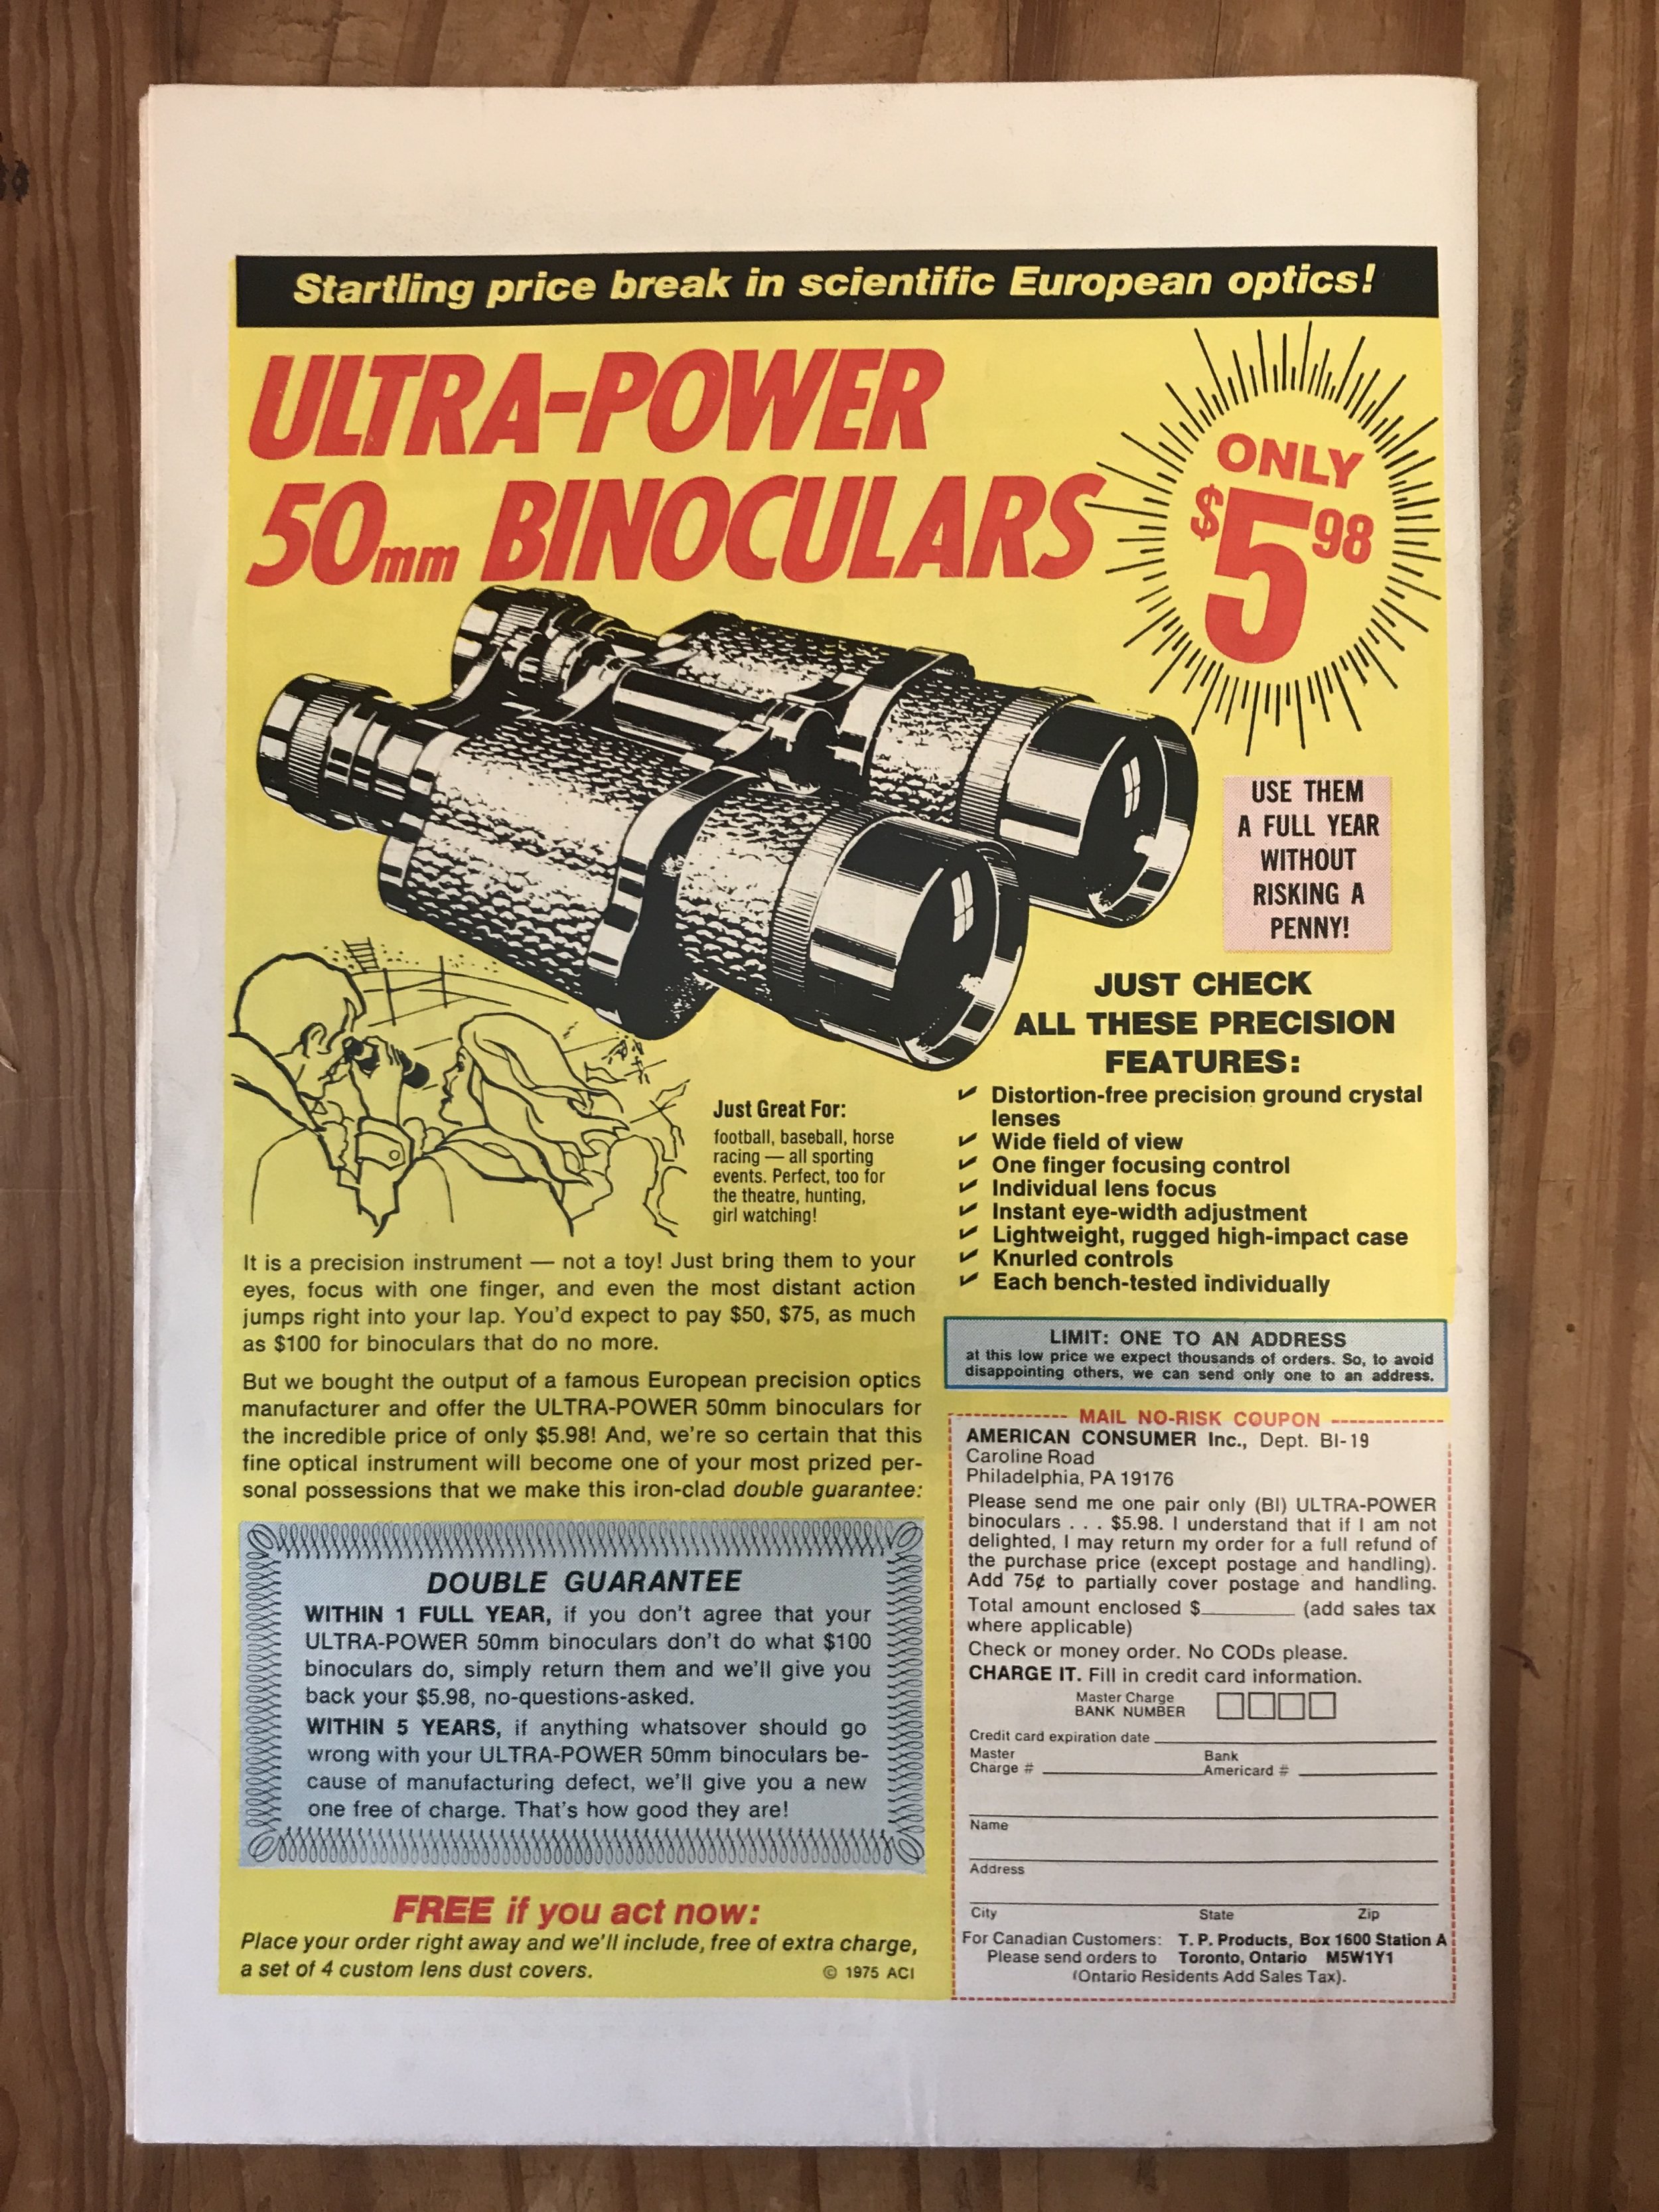 Startling price break in scientific European optics!
ULTRA-POWER
50mm BINOCULARS
ONLY
$5 98
USE THEM
A FULL YEAR
WITHOUT
RISKING A
PENNY!
JUST CHECK
ALL THESE PRECISION
FEATURES:
✔ Distortion-free precision ground crystal
lenses
✔ Wide field of view
✔ One finger focusing control
✔ Individual lens focus
✔ Instant eye-width adjustment
✔ Lightweight, rugged high-impact case
✔ Knurled controls
✔ Each bench-tested individually
Just Great For:
football, baseball, horse
racing — all sporting
events. Perfect, too for
the theatre, hunting,
girl watching!
It is a precision instrument — not a toy! Just bring them to your
eyes, focus with one finger, and even the most distant action
jumps right into your lap. You'd expect to pay $50, $75, as much
as $100 for binoculars that do no more.
But we bought the output of a famous European precision optics
manufacturer and offer the ULTRA-POWER 50mm binoculars for
the incredible price of only $5.98! And, we're so certain that this
fine optical instrument will become one of your most prized per-
sonal possessions that we make this iron-clad double guarantee:
DOUBLE GUARANTEE
WITHIN 1 FULL YEAR, if you don't agree that your
ULTRA-POWER 50mm binoculars don't do what $100
binoculars do, simply return them and we'll give you
back your $5.98, no-questions-asked.
WITHIN 5 YEARS, if anything whatsover should go
wrong with your ULTRA-POWER 50mm binoculars be-
cause of manufacturing defect, we'll give you a new
one free of charge. That's how good they are!
FREE if you act now:
Place your order right away and we'll include, free of extra charge,
a set of 4 custom lens dust covers.
© 1975 ACI
LIMIT: ONE TO AN ADDRESS
at this low price we expect thousands of orders. So, to avoid
disappointing others, we can send only one to an address.
MAIL NO-RISK COUPON
AMERICAN CONSUMER Inc., Dept. BI-19
Caroline Road
Philadelphia, PA 19176
Please send me one pair only (BI) ULTRA-POWER
binoculars . . . $5.98. I understand that if I am not
delighted, I may return my order for a full refund of
the purchase price (except postage and handling).
Add 75¢ to partially cover postage and handling.
Total amount enclosed $________ (add sales tax
where applicable)
Check or money order. No CODs please.
CHARGE IT. Fill in credit card information.
Master Charge
BANK NUMBER
Credit card expiration date
Master Bank
Charge # Americard #
Name
Address
City State Zip
For Canadian Customers: T. P. Products, Box 1600 Station A
Please send orders to Toronto, Ontario M5W1Y1
(Ontario Residents Add Sales Tax).